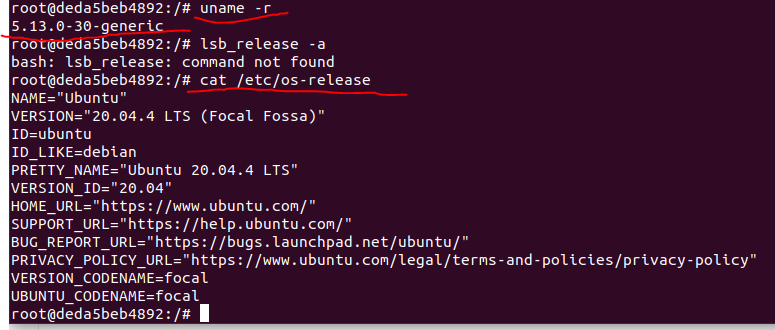 root@deda5beb4892:/# uname -r
5.13.0-30-generic
root@deda5beb4892:/# lsb_release -a
bash: lsb_release: command not found
root@deda5beb4892:/# cat /etc/os-release
NAME="Ubuntu"
VERSION="20.04.4 LTS (Focal Fossa)"
ID=ubuntu
ID_LIKE=debian
PRETTY_NAME="Ubuntu 20.04.4 LTS"
VERSION_ID="20.04"
HOME_URL="https://www.ubuntu.com/"
SUPPORT_URL="https://help.ubuntu.com/"
BUG_REPORT_URL="https://bugs.launchpad.net/ubuntu/"
PRIVACY_POLICY_URL="https://www.ubuntu.com/legal/terms-and-policies/privacy-policy"
VERSION_CODENAME=focal
UBUNTU_CODENAME=focal
root@deda5beb4892:/#